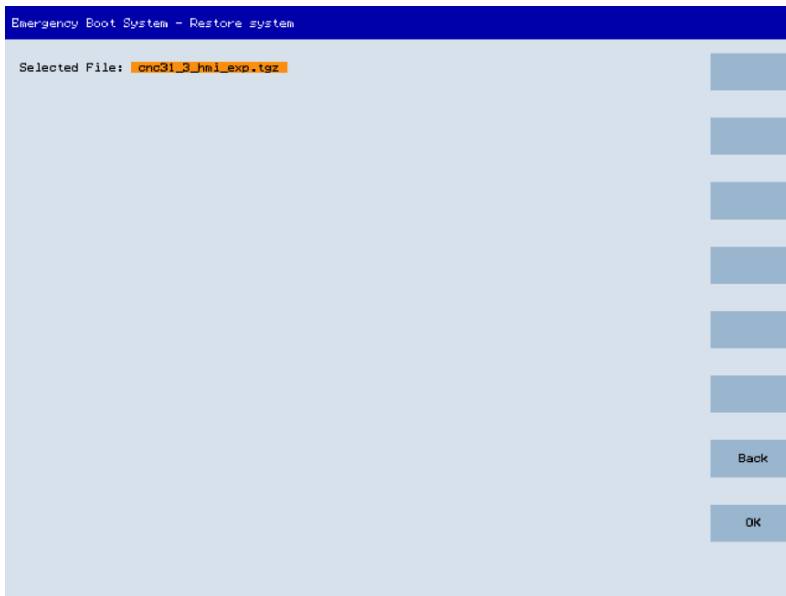 Emergency Boot System - Restore system
Selected File: cnc31_3_hmi_exp.tgz
Back
OK